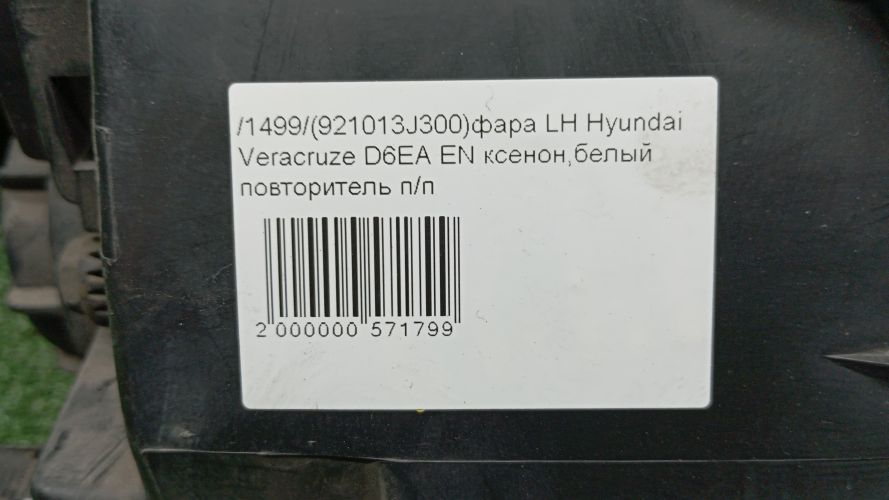 /1499/(921013J300)фара LH Hyundai
Veracruze D6EA EN ксенон,белый
повторитель п/п
2 000000 571799